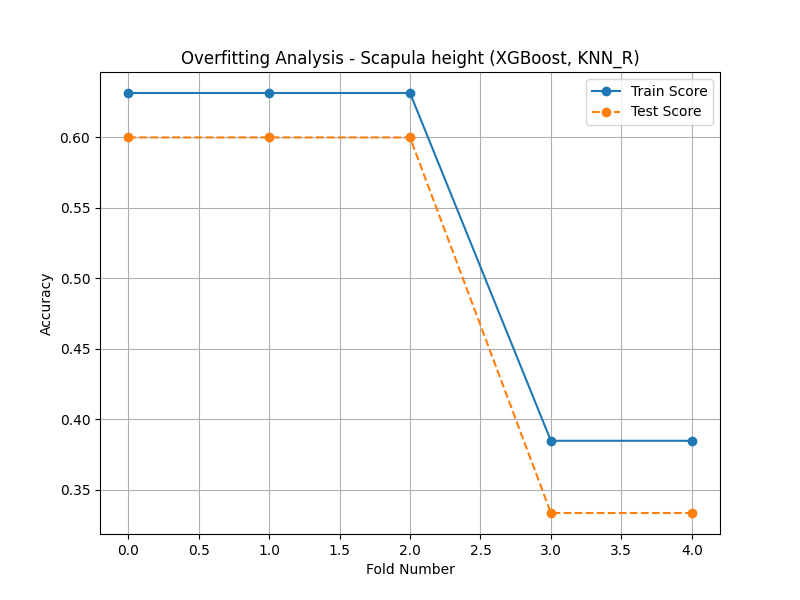 Overfitting Analysis - Scapula height (XGBoost, KNN_R)
Train Score
Test Score
Accuracy
0.60
0.55
0.50
0.45
0.40
0.35
0.0 0.5 1.0 1.5 2.0 2.5 3.0 3.5 4.0
Fold Number